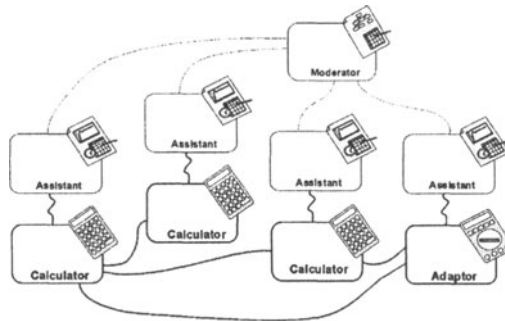 Moderator
Assistant
Assistant
Assistant
Assistant
Calculator
Calculator
Calculator
Adaptor